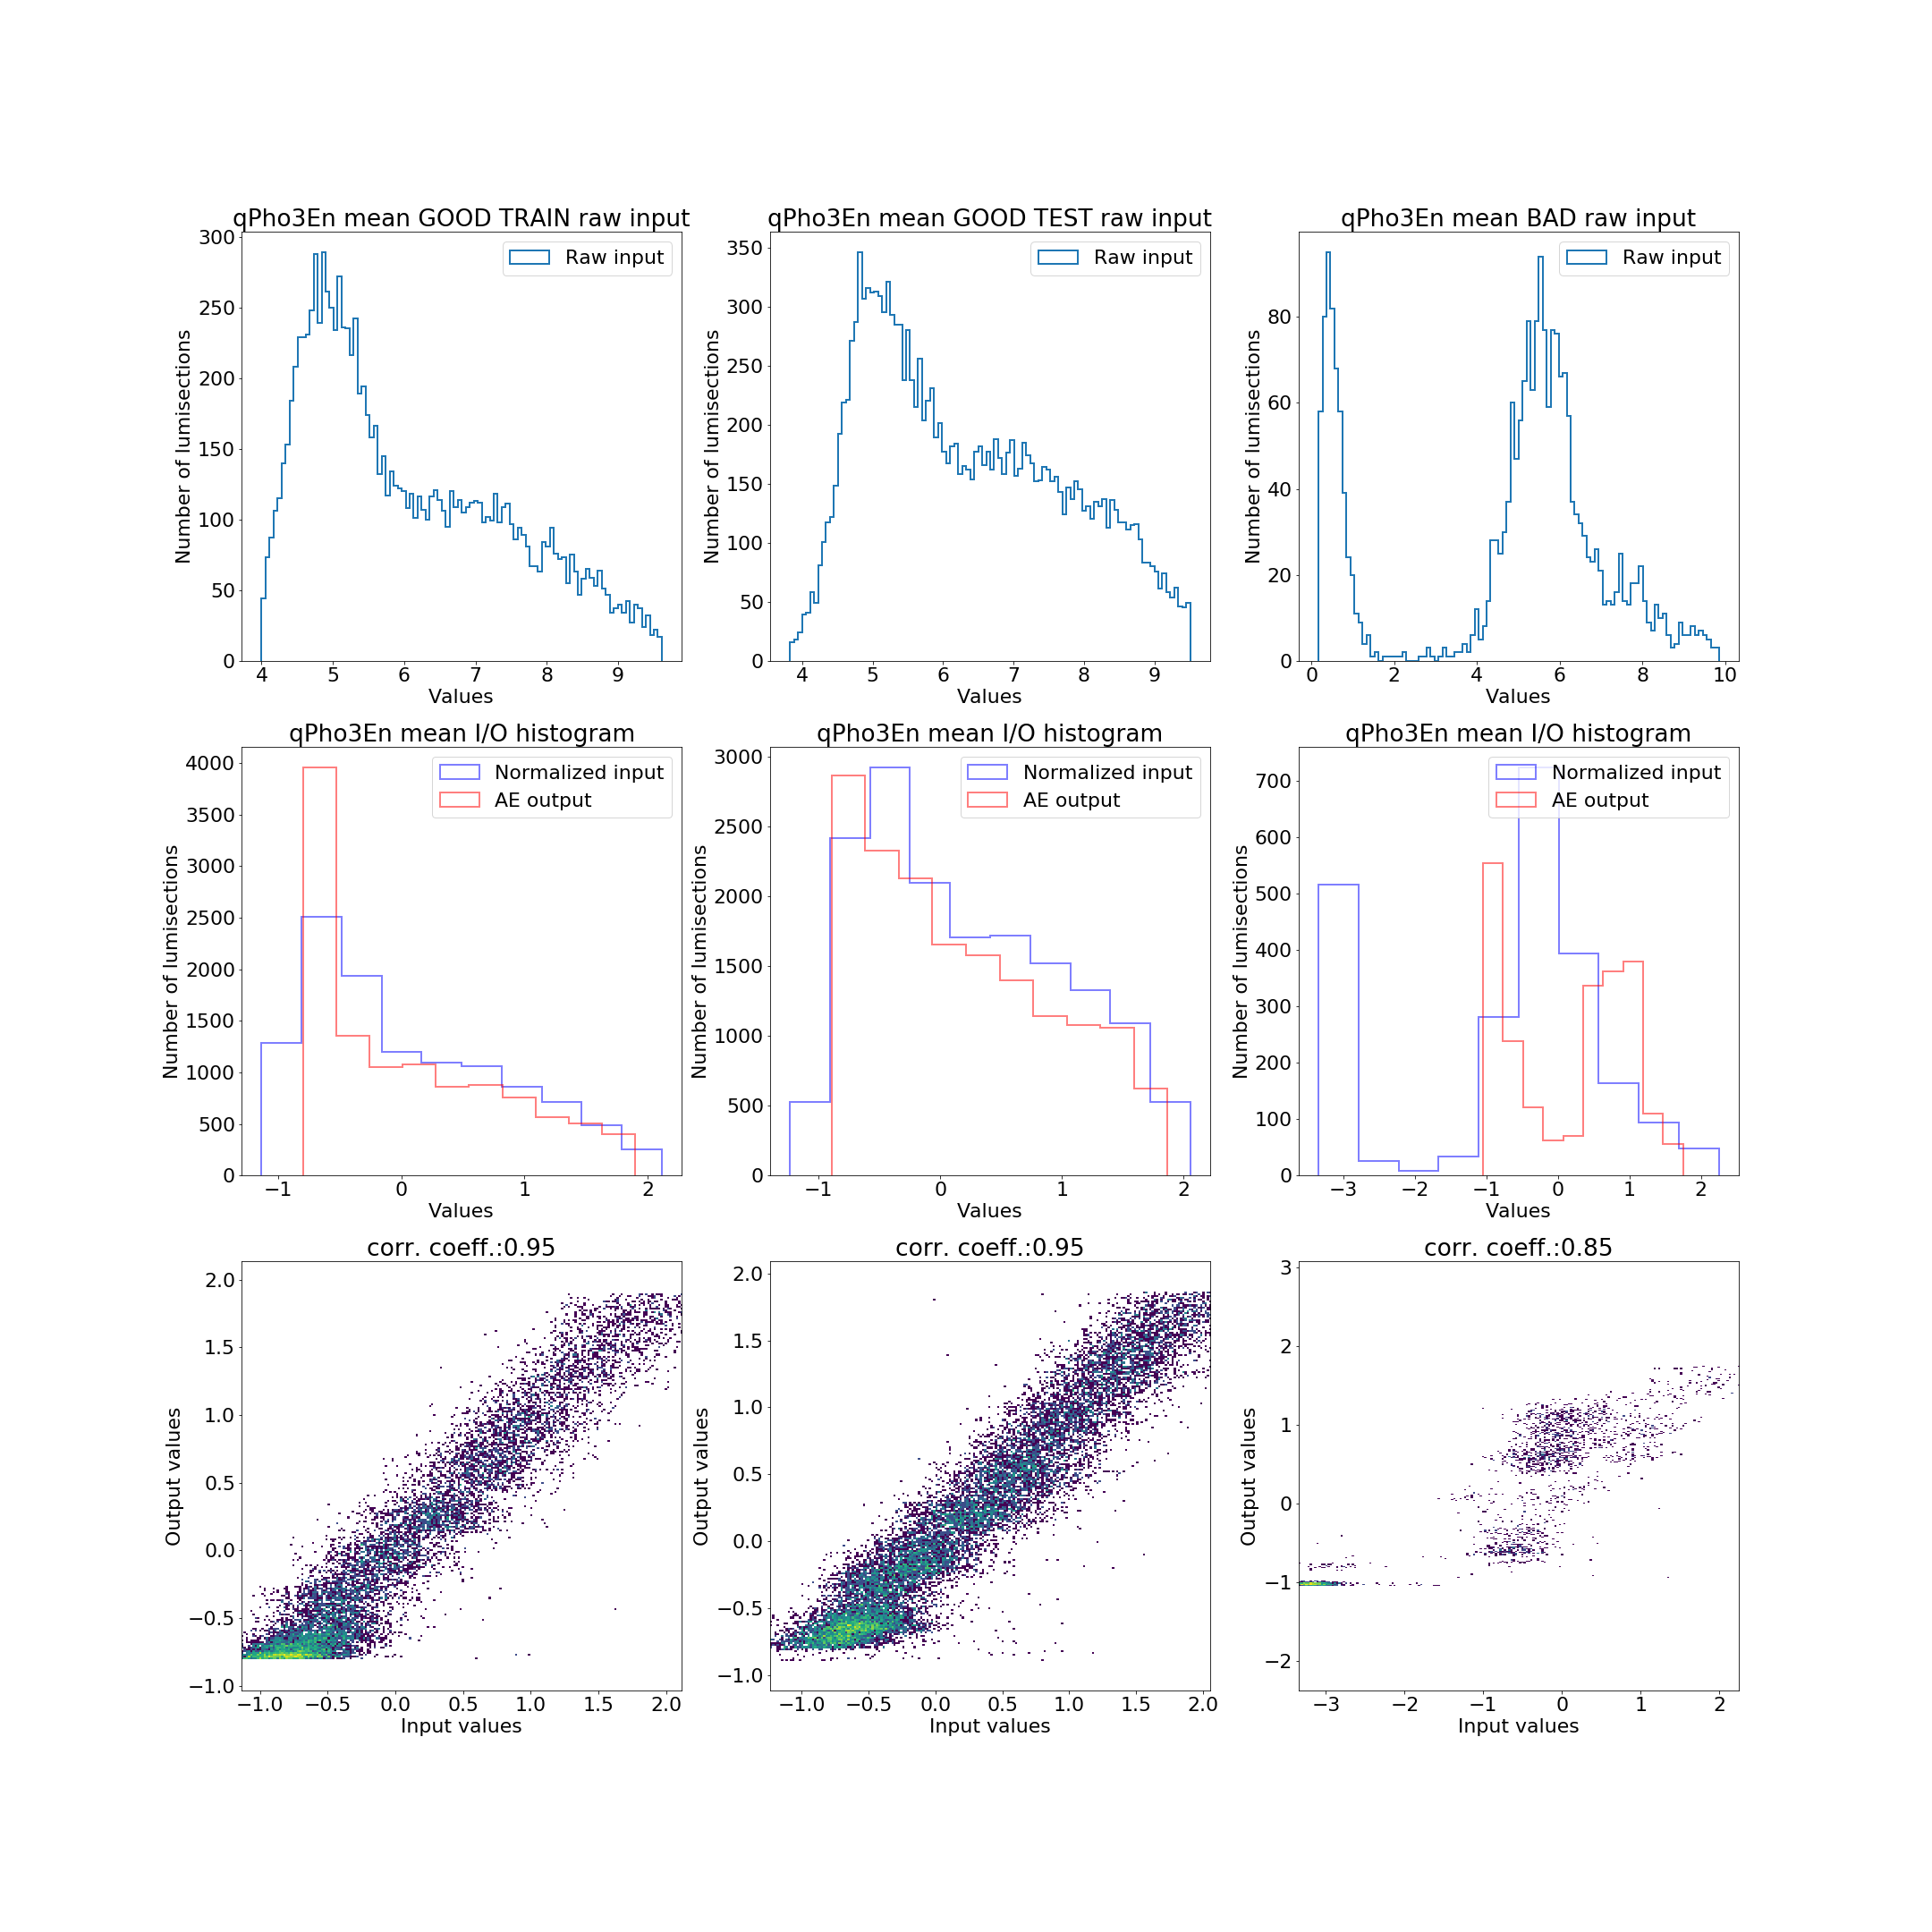 qPho3En mean GOOD TRAIN raw input
qPho3En mean GOOD TEST raw input
qPho3En mean BAD raw input
300
250
200
150
100
50
0
Number of lumisections
Raw input
4 5 6 7 8 9
Values
350
300
250
200
150
100
50
0
Number of lumisections
Raw input
4 5 6 7 8 9
Values
80
60
40
20
0
Number of lumisections
Raw input
0 2 4 6 8 10
Values
qPho3En mean I/O histogram
4000
3500
3000
2500
2000
1500
1000
500
0
Number of lumisections
Normalized input
AE output
−1 0 1 2
Values
qPho3En mean I/O histogram
3000
2500
2000
1500
1000
500
0
Number of lumisections
Normalized input
AE output
−1 0 1 2
Values
qPho3En mean I/O histogram
700
600
500
400
300
200
100
0
Number of lumisections
Normalized input
AE output
−3 −2 −1 0 1 2
Values
corr. coeff.:0.95
2.0
1.5
1.0
0.5
0.0
−0.5
−1.0
Output values
−1.0 −0.5 0.0 0.5 1.0 1.5 2.0
Input values
corr. coeff.:0.95
2.0
1.5
1.0
0.5
0.0
−0.5
−1.0
Output values
−1.0 −0.5 0.0 0.5 1.0 1.5 2.0
Input values
corr. coeff.:0.85
3
2
1
0
−1
−2
Output values
−3 −2 −1 0 1 2
Input values